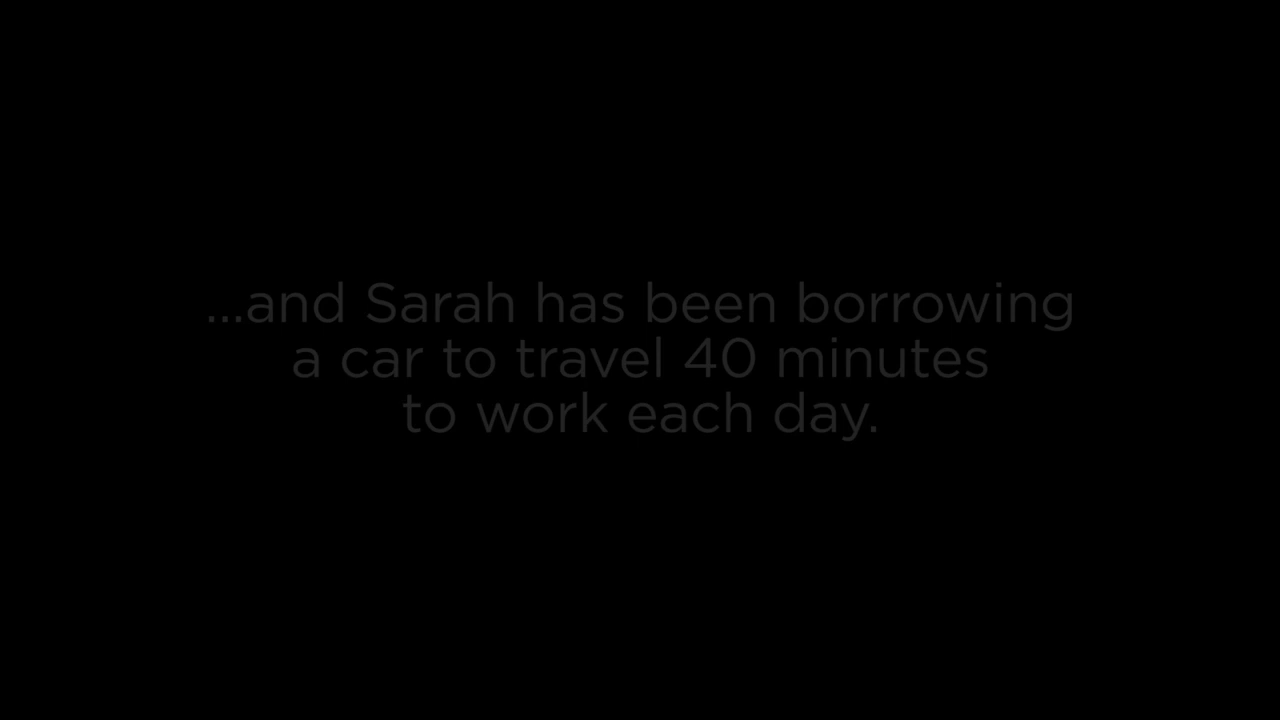 ...and Sarah has been borrowing
a car to travel 40 minutes
to work each day.